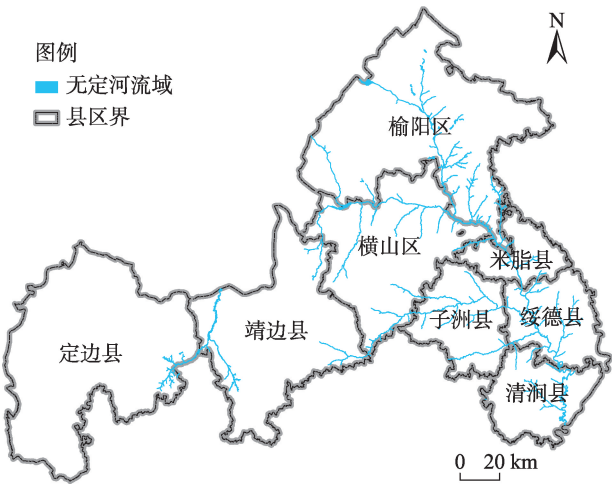 N
图例
无定河流域
县区界
榆阳区
横山区
米脂县
子洲县
绥德县
靖边县
定边县
清涧县
0 20 km